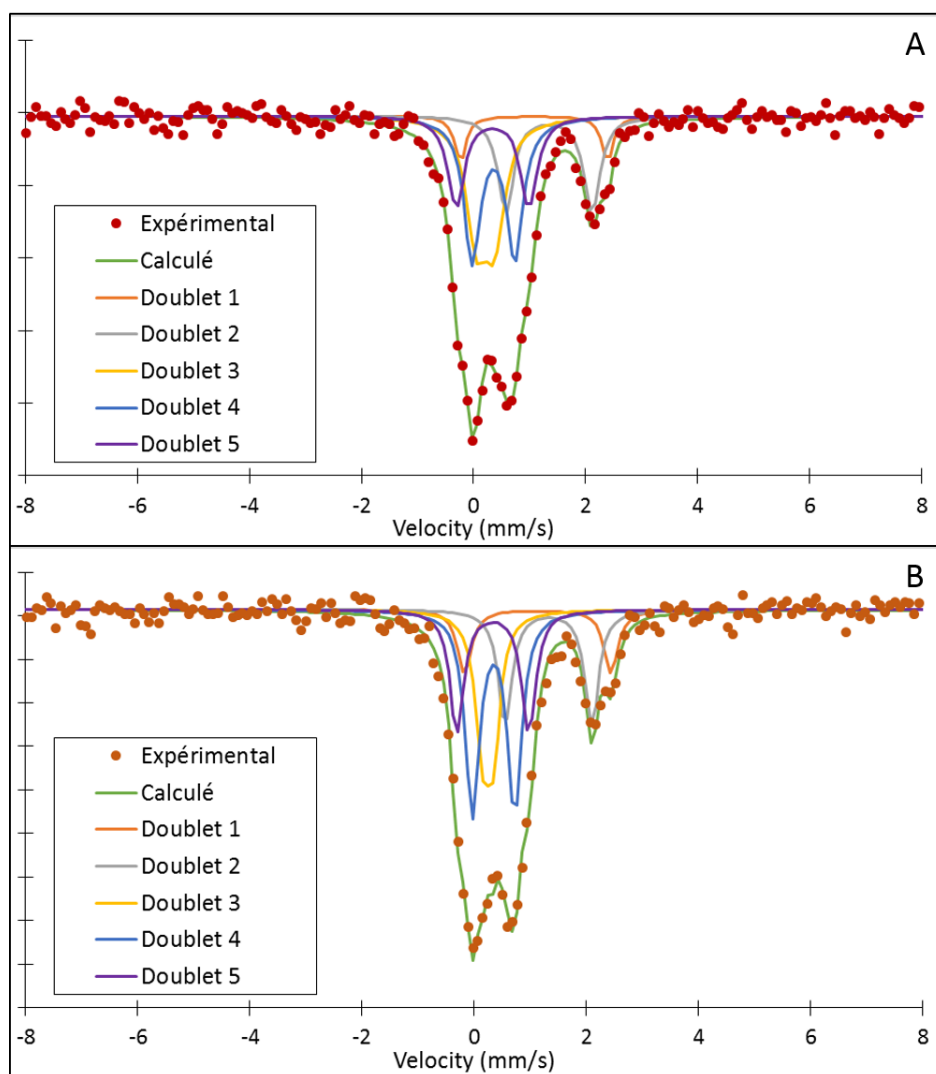 A
Expérimental
Calculé
Doublet 1
Doublet 2
Doublet 3
Doublet 4
Doublet 5
-8 -6 -4 -2 0 2 4 6 8
Velocity (mm/s)
B
Expérimental
Calculé
Doublet 1
Doublet 2
Doublet 3
Doublet 4
Doublet 5
-8 -6 -4 -2 0 2 4 6 8
Velocity (mm/s)